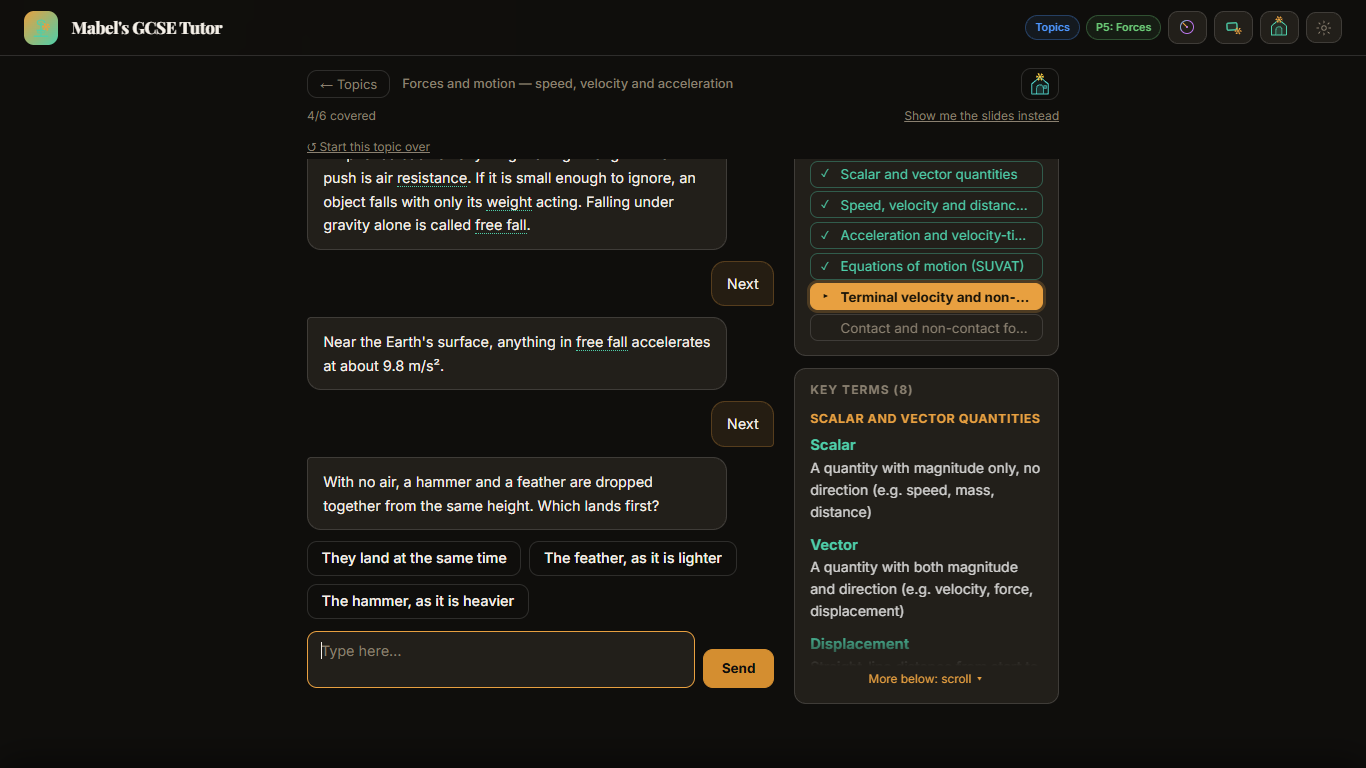 Mabel's GCSE Tutor
Topics
P5: Forces
← Topics
Forces and motion — speed, velocity and acceleration
4/6 covered
Show me the slides instead
↺ Start this topic over
push is air resistance. If it is small enough to ignore, an
object falls with only its weight acting. Falling under
gravity alone is called free fall.
Next
Near the Earth's surface, anything in free fall accelerates
at about 9.8 m/s².
Next
With no air, a hammer and a feather are dropped
together from the same height. Which lands first?
They land at the same time
The feather, as it is lighter
The hammer, as it is heavier
Type here...
Send
✓ Scalar and vector quantities
✓ Speed, velocity and distanc...
✓ Acceleration and velocity-ti...
✓ Equations of motion (SUVAT)
▸ Terminal velocity and non-...
Contact and non-contact fo...
KEY TERMS (8)
SCALAR AND VECTOR QUANTITIES
Scalar
A quantity with magnitude only, no
direction (e.g. speed, mass,
distance)
Vector
A quantity with both magnitude
and direction (e.g. velocity, force,
displacement)
Displacement
More below: scroll ▾